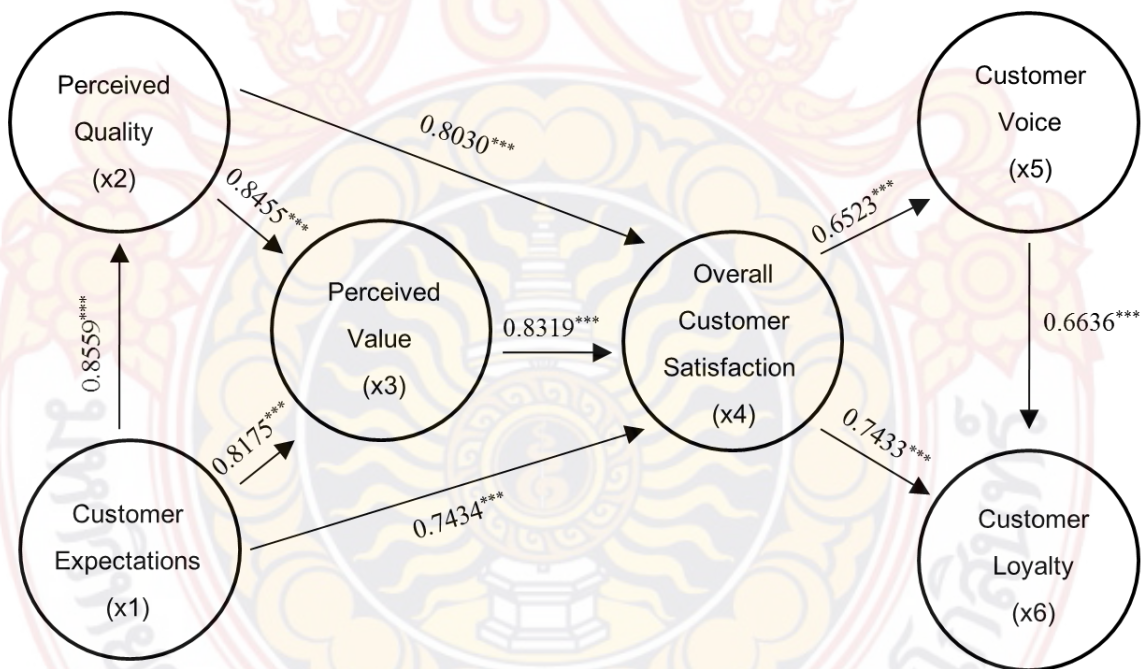 Perceived
Quality
(x2)
0.8030***
Customer
Voice
(x5)
0.8455***
0.6523***
Perceived
Value
(x3)
0.8319***
Overall
Customer
Satisfaction
(x4)
0.8559***
0.6636***
0.8175***
0.7434***
0.7433***
Customer
Expectations
(x1)
Customer
Loyalty
(x6)